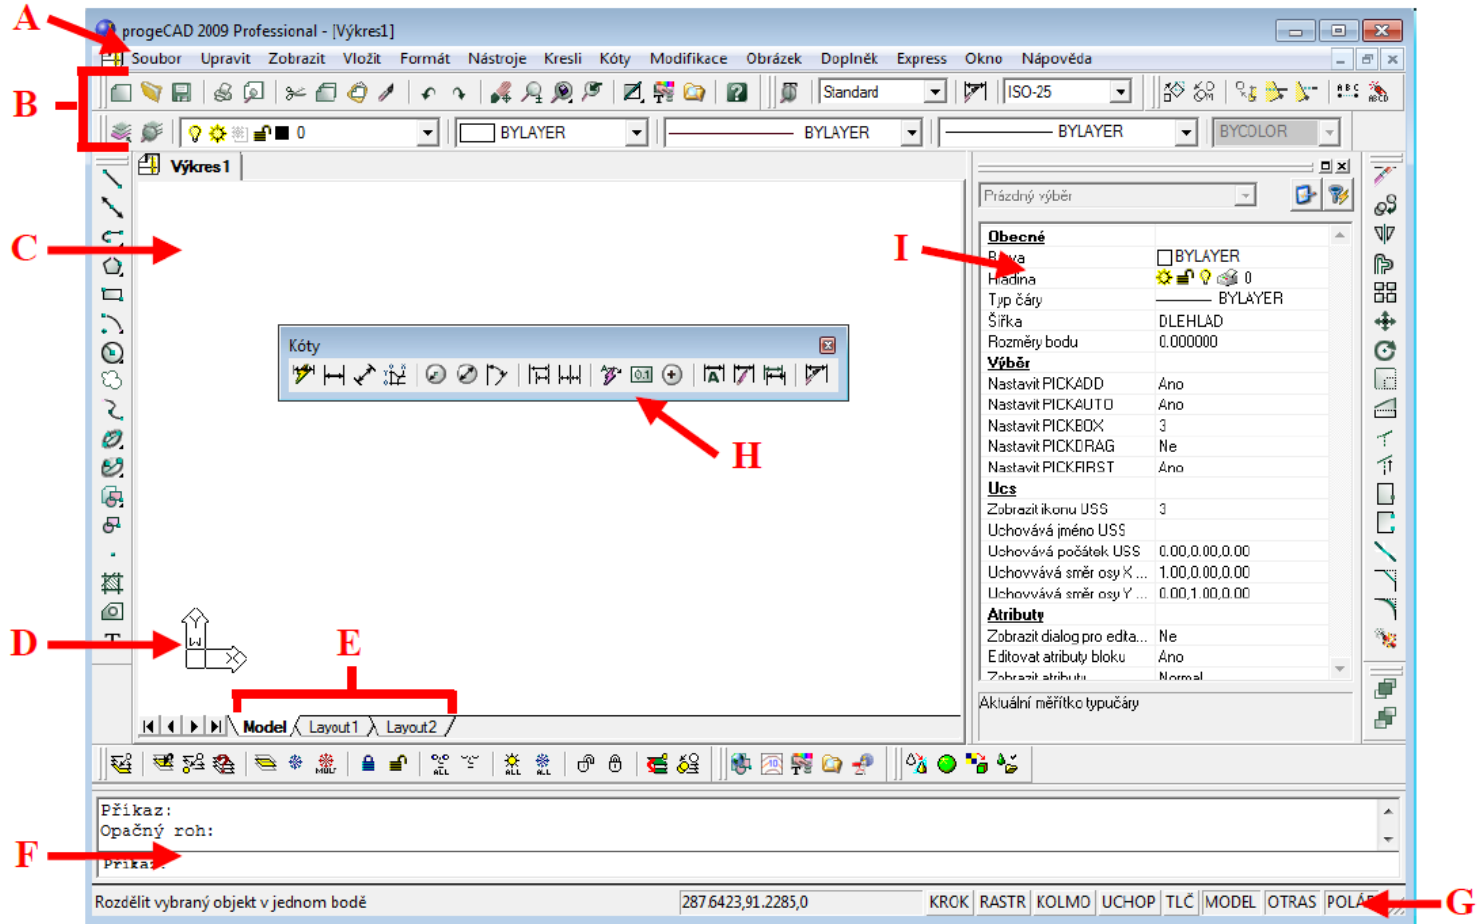 A
progeCAD 2009 Professional - [Výkres1]
Soubor Upravit Zobrazit Vložit Formát Nástroje Kresli Kóty Modifikace Obrázek Doplněk Express Okno Nápověda
B
Standard ISO-25
0 BYLAYER BYLAYER BYLAYER BYCOLOR
Výkres1
Prázdný výběr
C
I
Obecné
Barva BYLAYER
Hladina 0
Typ čáry BYLAYER
Šířka DLEHLAD
Rozměry bodu 0.000000
Výběr
Nastavit PICKADD Ano
Nastavit PICKAUTO Ano
Nastavit PICKBOX 3
Nastavit PICKDRAG Ne
Nastavit PICKFIRST Ano
Ucs
Zobrazit ikonu USS 3
Uchovává jméno USS
Uchovává počátek USS 0.00,0.00,0.00
Uchovvává směr osy X ... 1.00,0.00,0.00
Uchovvává směr osy Y ... 0.00,1.00,0.00
Atributy
Zobrazit dialog pro edita... Ne
Editovat atributy bloku Ano
Zobrazit atributy Normal
Aktuální měřítko typučáry
Kóty
H
D
Y
W
X
E
Model Layout1 Layout2
Příkaz:
Opačný roh:
F
Příkaz:
Rozdělit vybraný objekt v jednom bodě 287.6423,91.2285,0 KROK RASTR KOLMO UCHOP TLČ MODEL OTRAS POLÁR
G